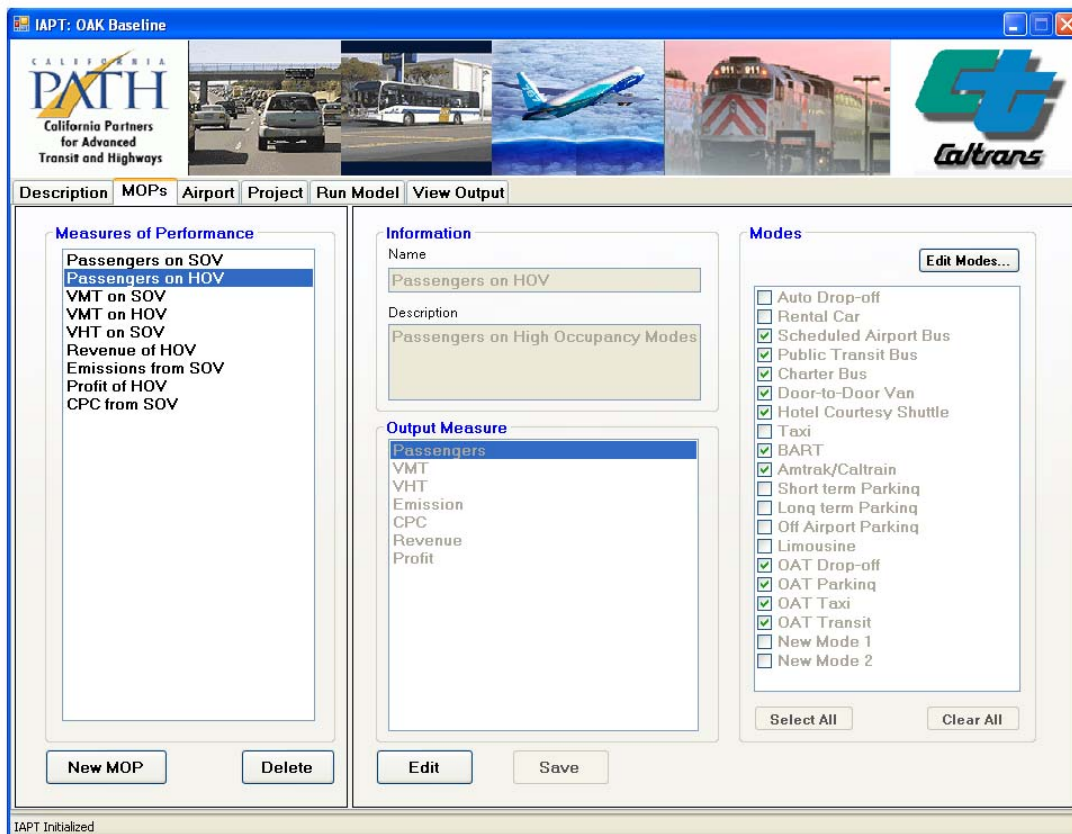 IAPT: OAK Baseline
CALIFORNIA
PATH
California Partners
for Advanced
Transit and Highways
787
911 911
Caltrans
Description MOPs Airport Project Run Model View Output
Measures of Performance
Passengers on SOV
Passengers on HOV
VMT on SOV
VMT on HOV
VHT on SOV
Revenue of HOV
Emissions from SOV
Profit of HOV
CPC from SOV
New MOP
Delete
Information
Name
Passengers on HOV
Description
Passengers on High Occupancy Modes
Output Measure
Passengers
VMT
VHT
Emission
CPC
Revenue
Profit
Edit
Save
Modes
Edit Modes...
Auto Drop-off
Rental Car
Scheduled Airport Bus
Public Transit Bus
Charter Bus
Door-to-Door Van
Hotel Courtesy Shuttle
Taxi
BART
Amtrak/Caltrain
Short term Parking
Long term Parking
Off Airport Parking
Limousine
OAT Drop-off
OAT Parking
OAT Taxi
OAT Transit
New Mode 1
New Mode 2
Select All
Clear All
IAPT Initialized